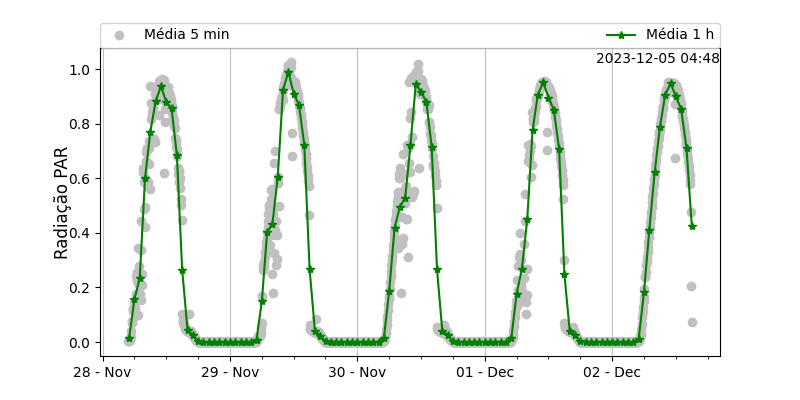 Média 5 min
Média 1 h
2023-12-05 04:48
Radiação PAR
1.0
0.8
0.6
0.4
0.2
0.0
28 - Nov
29 - Nov
30 - Nov
01 - Dec
02 - Dec